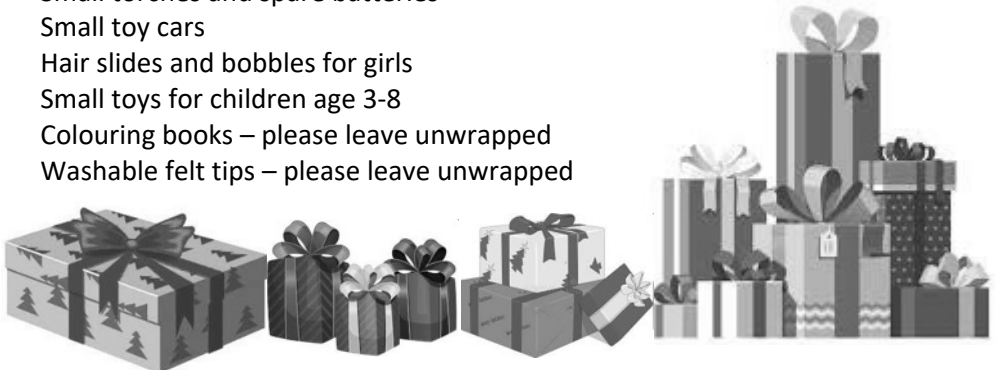 Small torches and spare batteries
Small toy cars
Hair slides and bobbles for girls
Small toys for children age 3-8
Colouring books – please leave unwrapped
Washable felt tips – please leave unwrapped